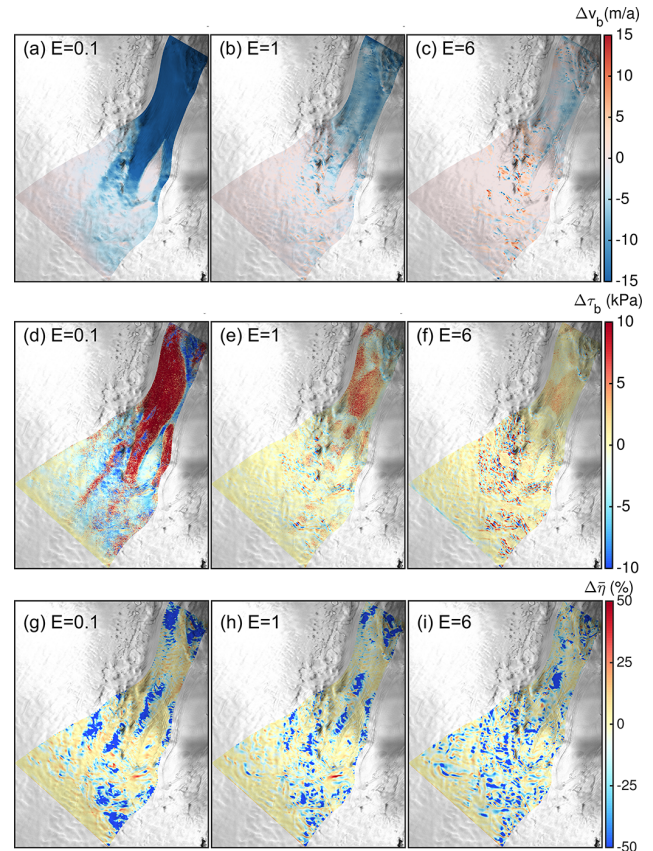 Δv_b(m/a)
(a) E=0.1
(b) E=1
(c) E=6
15
10
5
0
-5
-10
-15
Δτ_b (kPa)
(d) E=0.1
(e) E=1
(f) E=6
10
5
0
-5
-10
Δη̄ (%)
(g) E=0.1
(h) E=1
(i) E=6
50
25
0
-25
-50